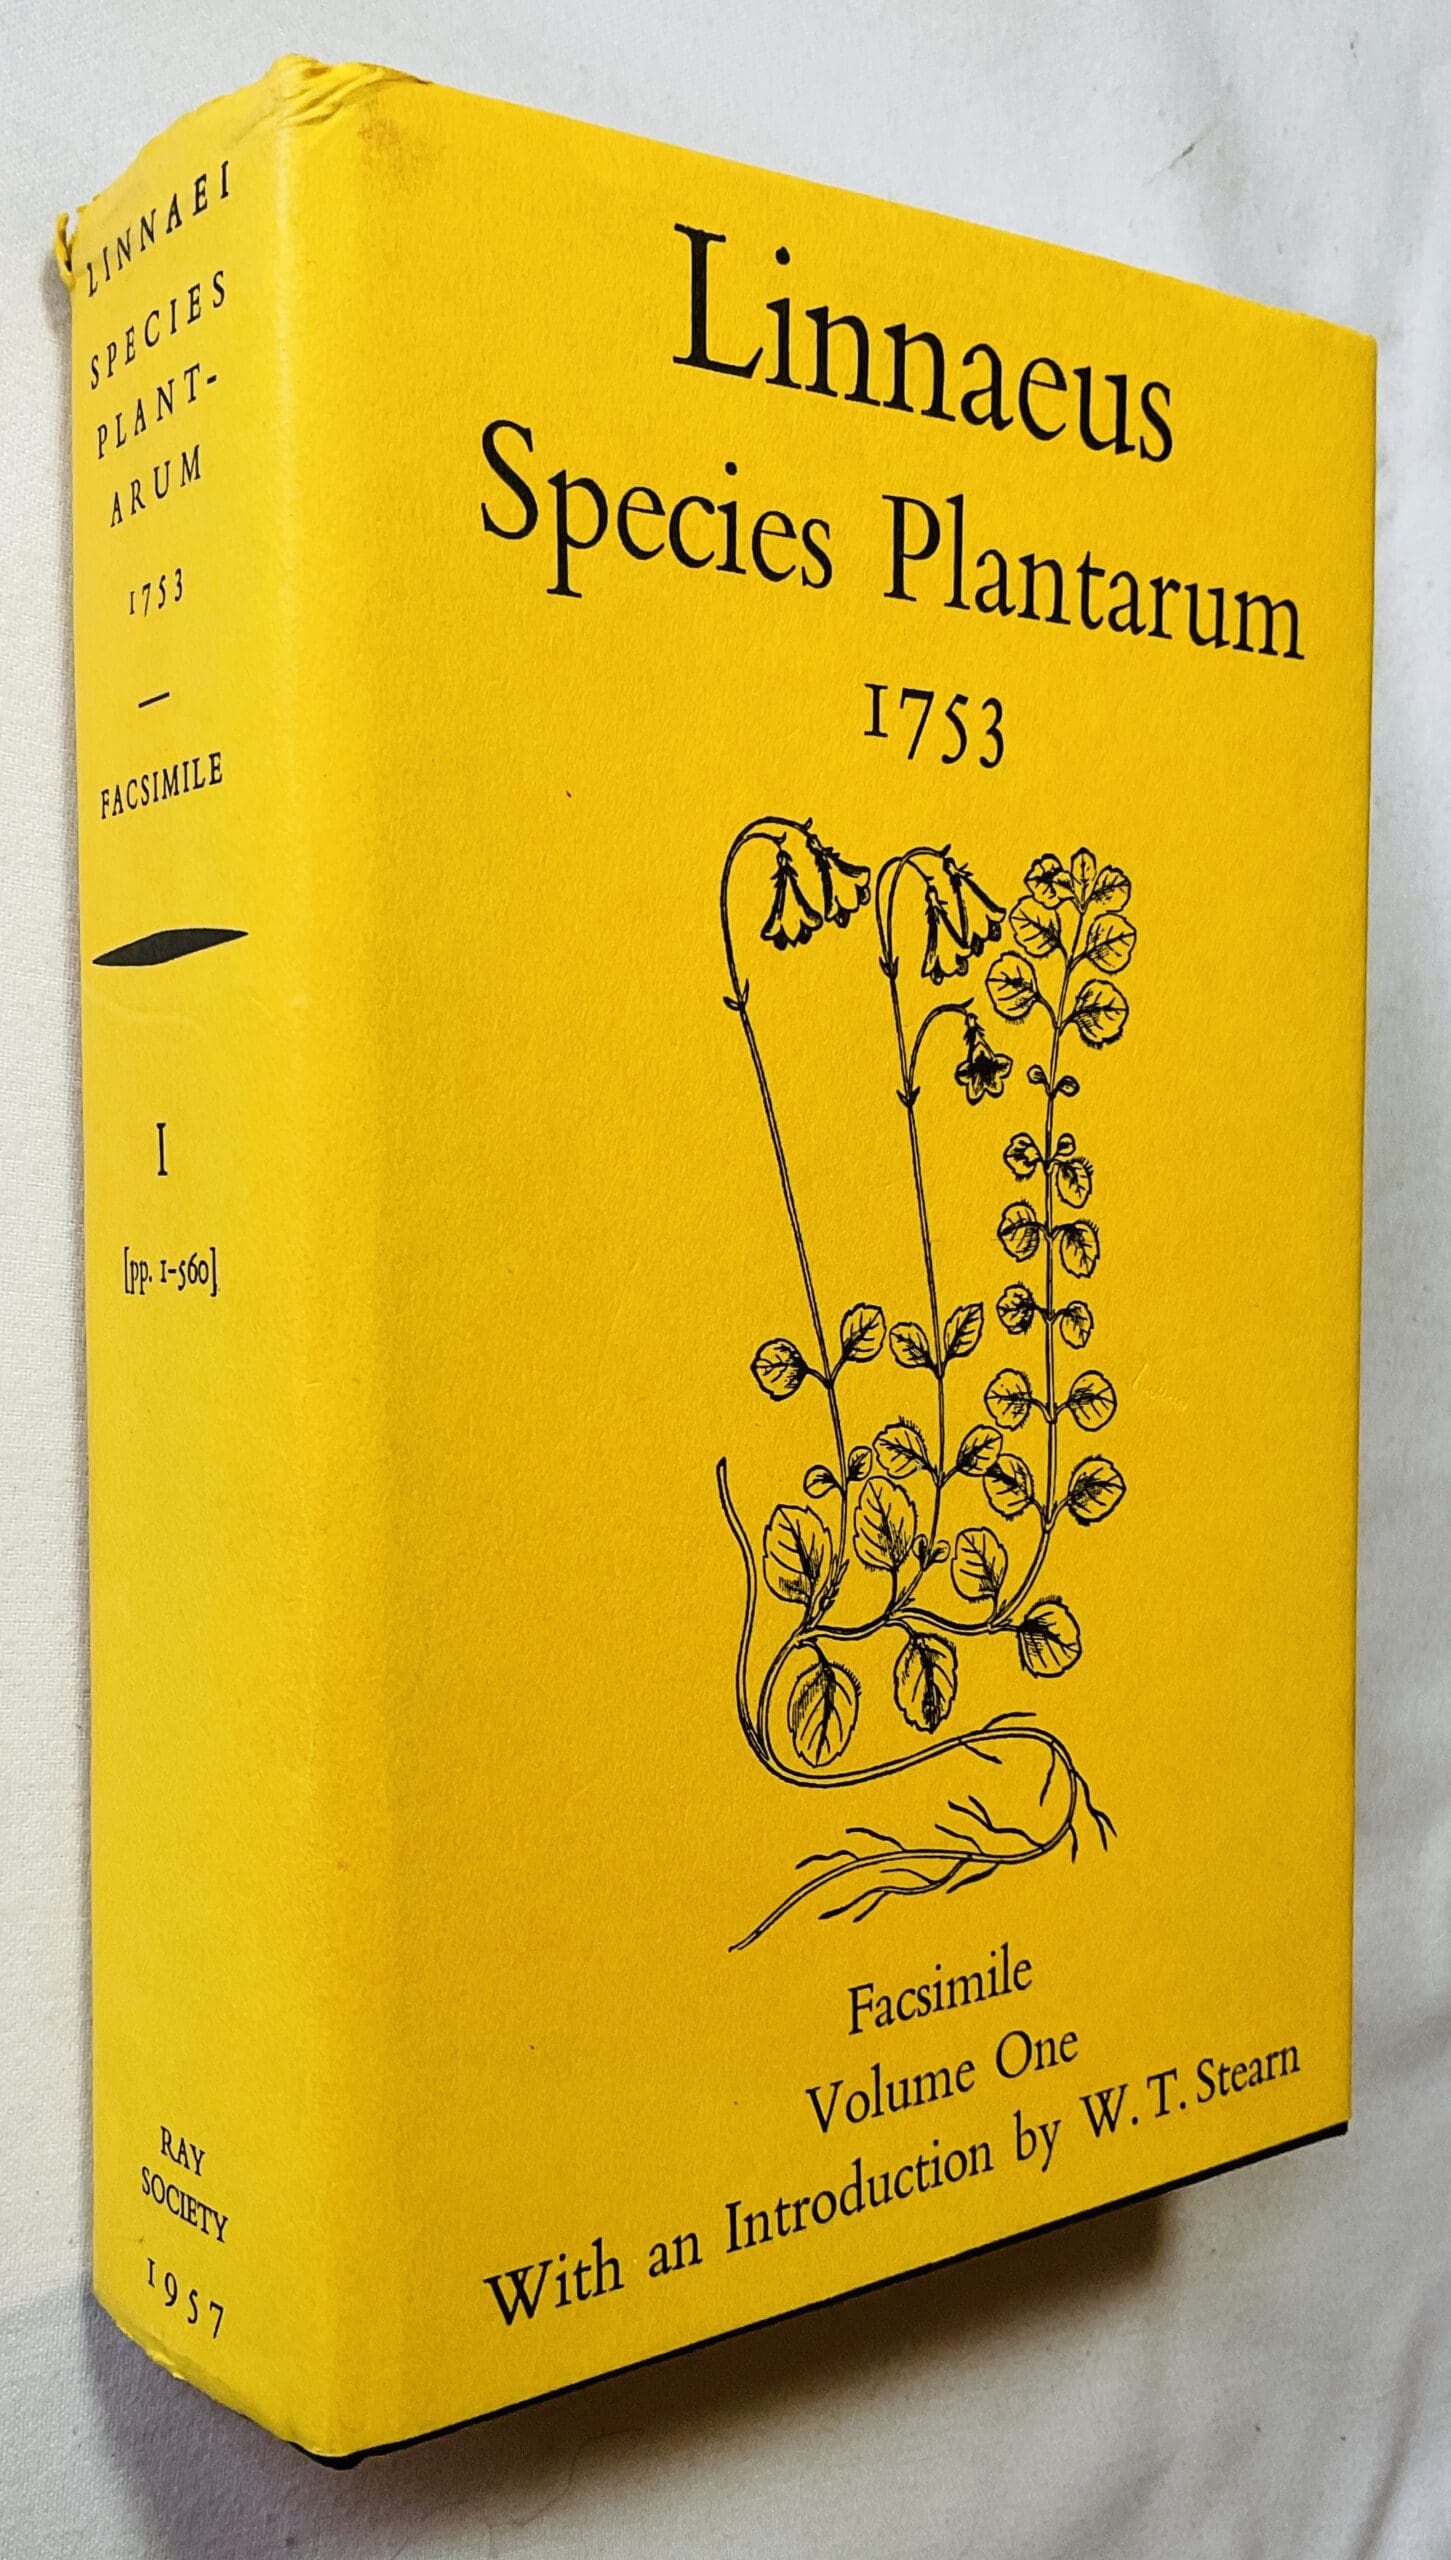 LINNAEI
SPECIES
PLANT-
ARUM
1753
FACSIMILE
I
[pp. 1-560]
RAY
SOCIETY
1957
Linnaeus
Species Plantarum
1753
Facsimile
Volume One
With an Introduction by W. T. Stearn